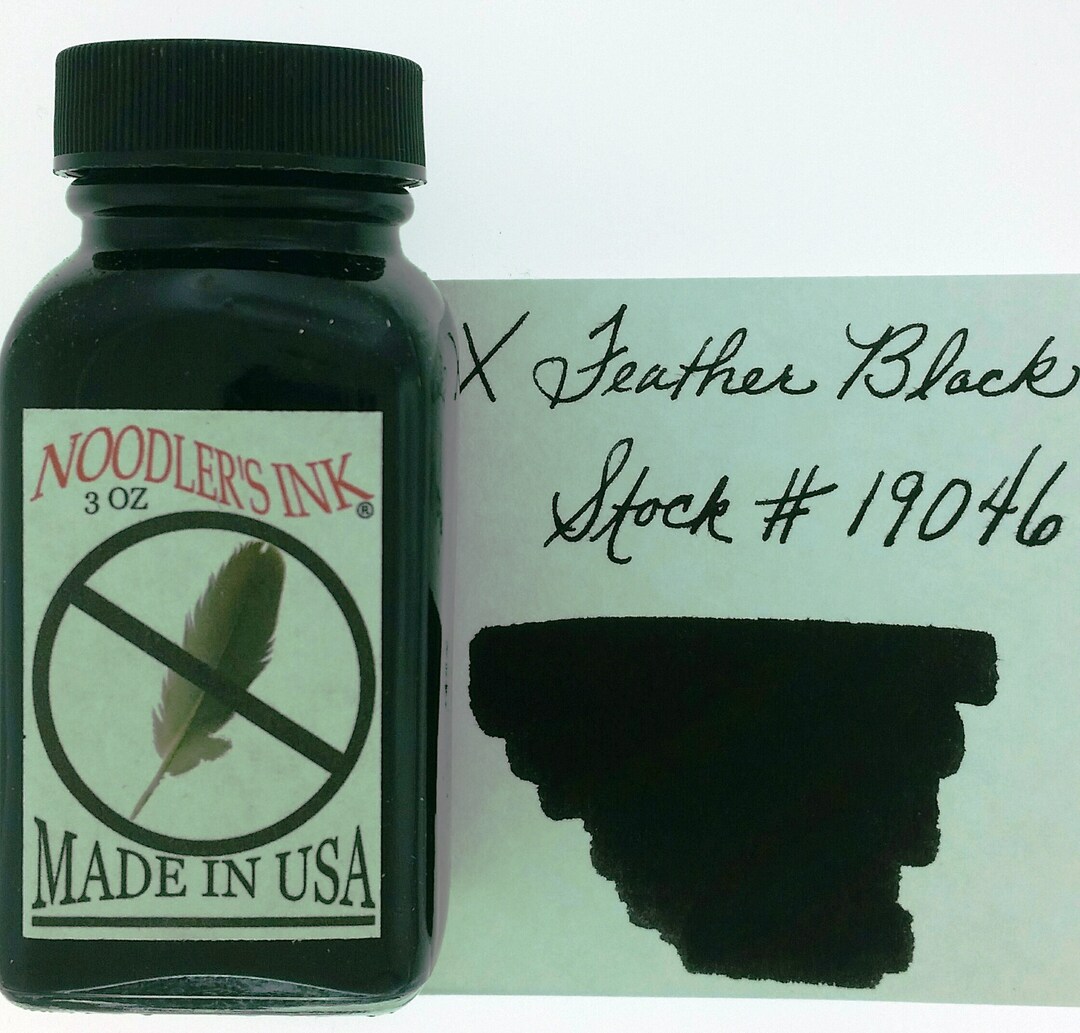 NOODLER'S INK®
3 OZ
MADE IN USA
X Feather Black
Stock # 19046